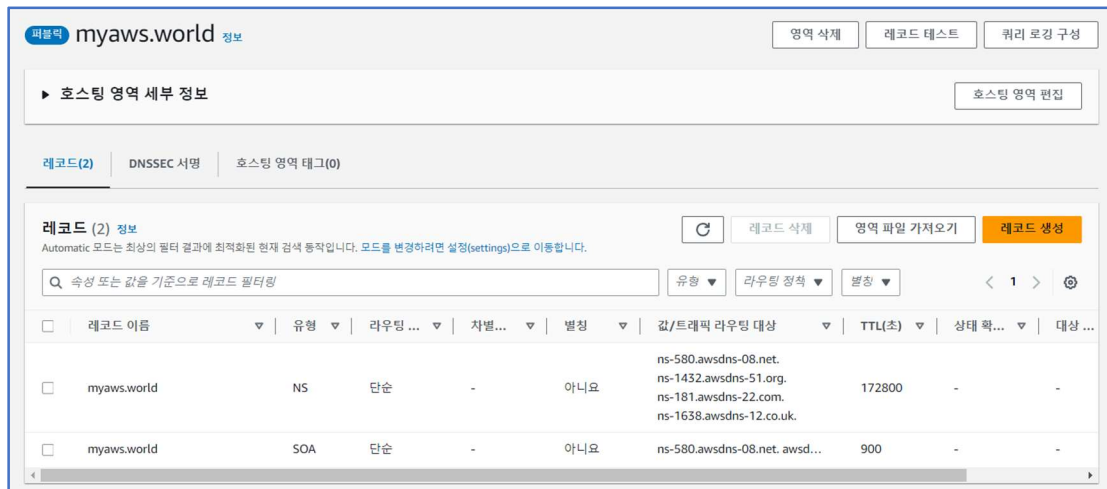 퍼블릭 myaws.world 정보
영역 삭제 레코드 테스트 쿼리 로깅 구성
▶ 호스팅 영역 세부 정보
호스팅 영역 편집
레코드(2) DNSSEC 서명 호스팅 영역 태그(0)
레코드 (2) 정보
레코드 삭제 영역 파일 가져오기 레코드 생성
Automatic 모드는 최상의 필터 결과에 최적화된 현재 검색 동작입니다. 모드를 변경하려면 설정(settings)으로 이동합니다.
속성 또는 값을 기준으로 레코드 필터링
유형 ▼ 라우팅 정책 ▼ 별칭 ▼ < 1 >
레코드 이름 유형 라우팅 ... 차별... 별칭 값/트래픽 라우팅 대상 TTL(초) 상태 확... 대상 ...
myaws.world NS 단순 - 아니요
ns-580.awsdns-08.net.
ns-1432.awsdns-51.org.
ns-181.awsdns-22.com.
ns-1638.awsdns-12.co.uk.
172800 - -
myaws.world SOA 단순 - 아니요 ns-580.awsdns-08.net. awsd... 900 - -